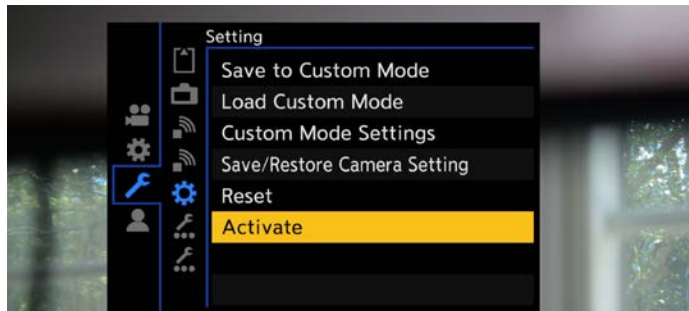 Setting
Save to Custom Mode
Load Custom Mode
Custom Mode Settings
Save/Restore Camera Setting
Reset
Activate